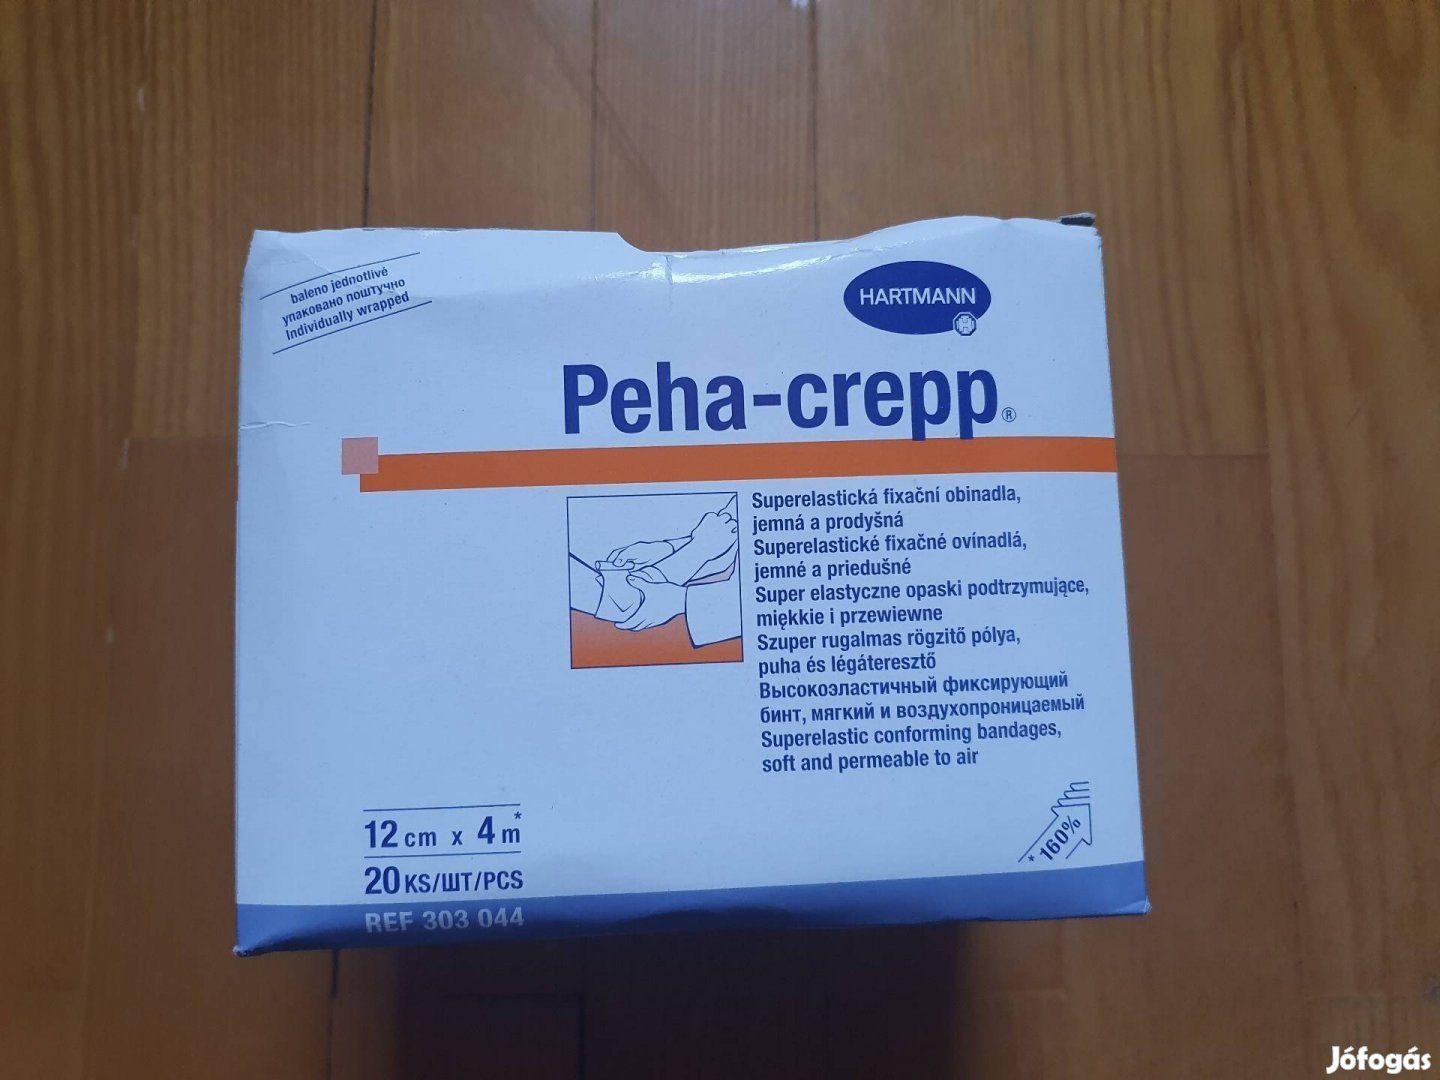 baleno jednotlivé
упаковано поштучно
Individually wrapped
HARTMANN
Peha-crepp®
Superelastická fixační obinadla,
jemná a prodyšná
Superelastické fixačné ovínadlá,
jemné a priedušné
Super elastyczne opaski podtrzymujące,
miękkie i przewiewne
Szuper rugalmas rögzitő pólya,
puha és légáteresztő
Высокоэластичный фиксирующий
бинт, мягкий и воздухопроницаемый
Superelastic conforming bandages,
soft and permeable to air
12 cm x 4 m*
20 KS/ШТ/PCS
REF 303 044
* 160%
Jófogás